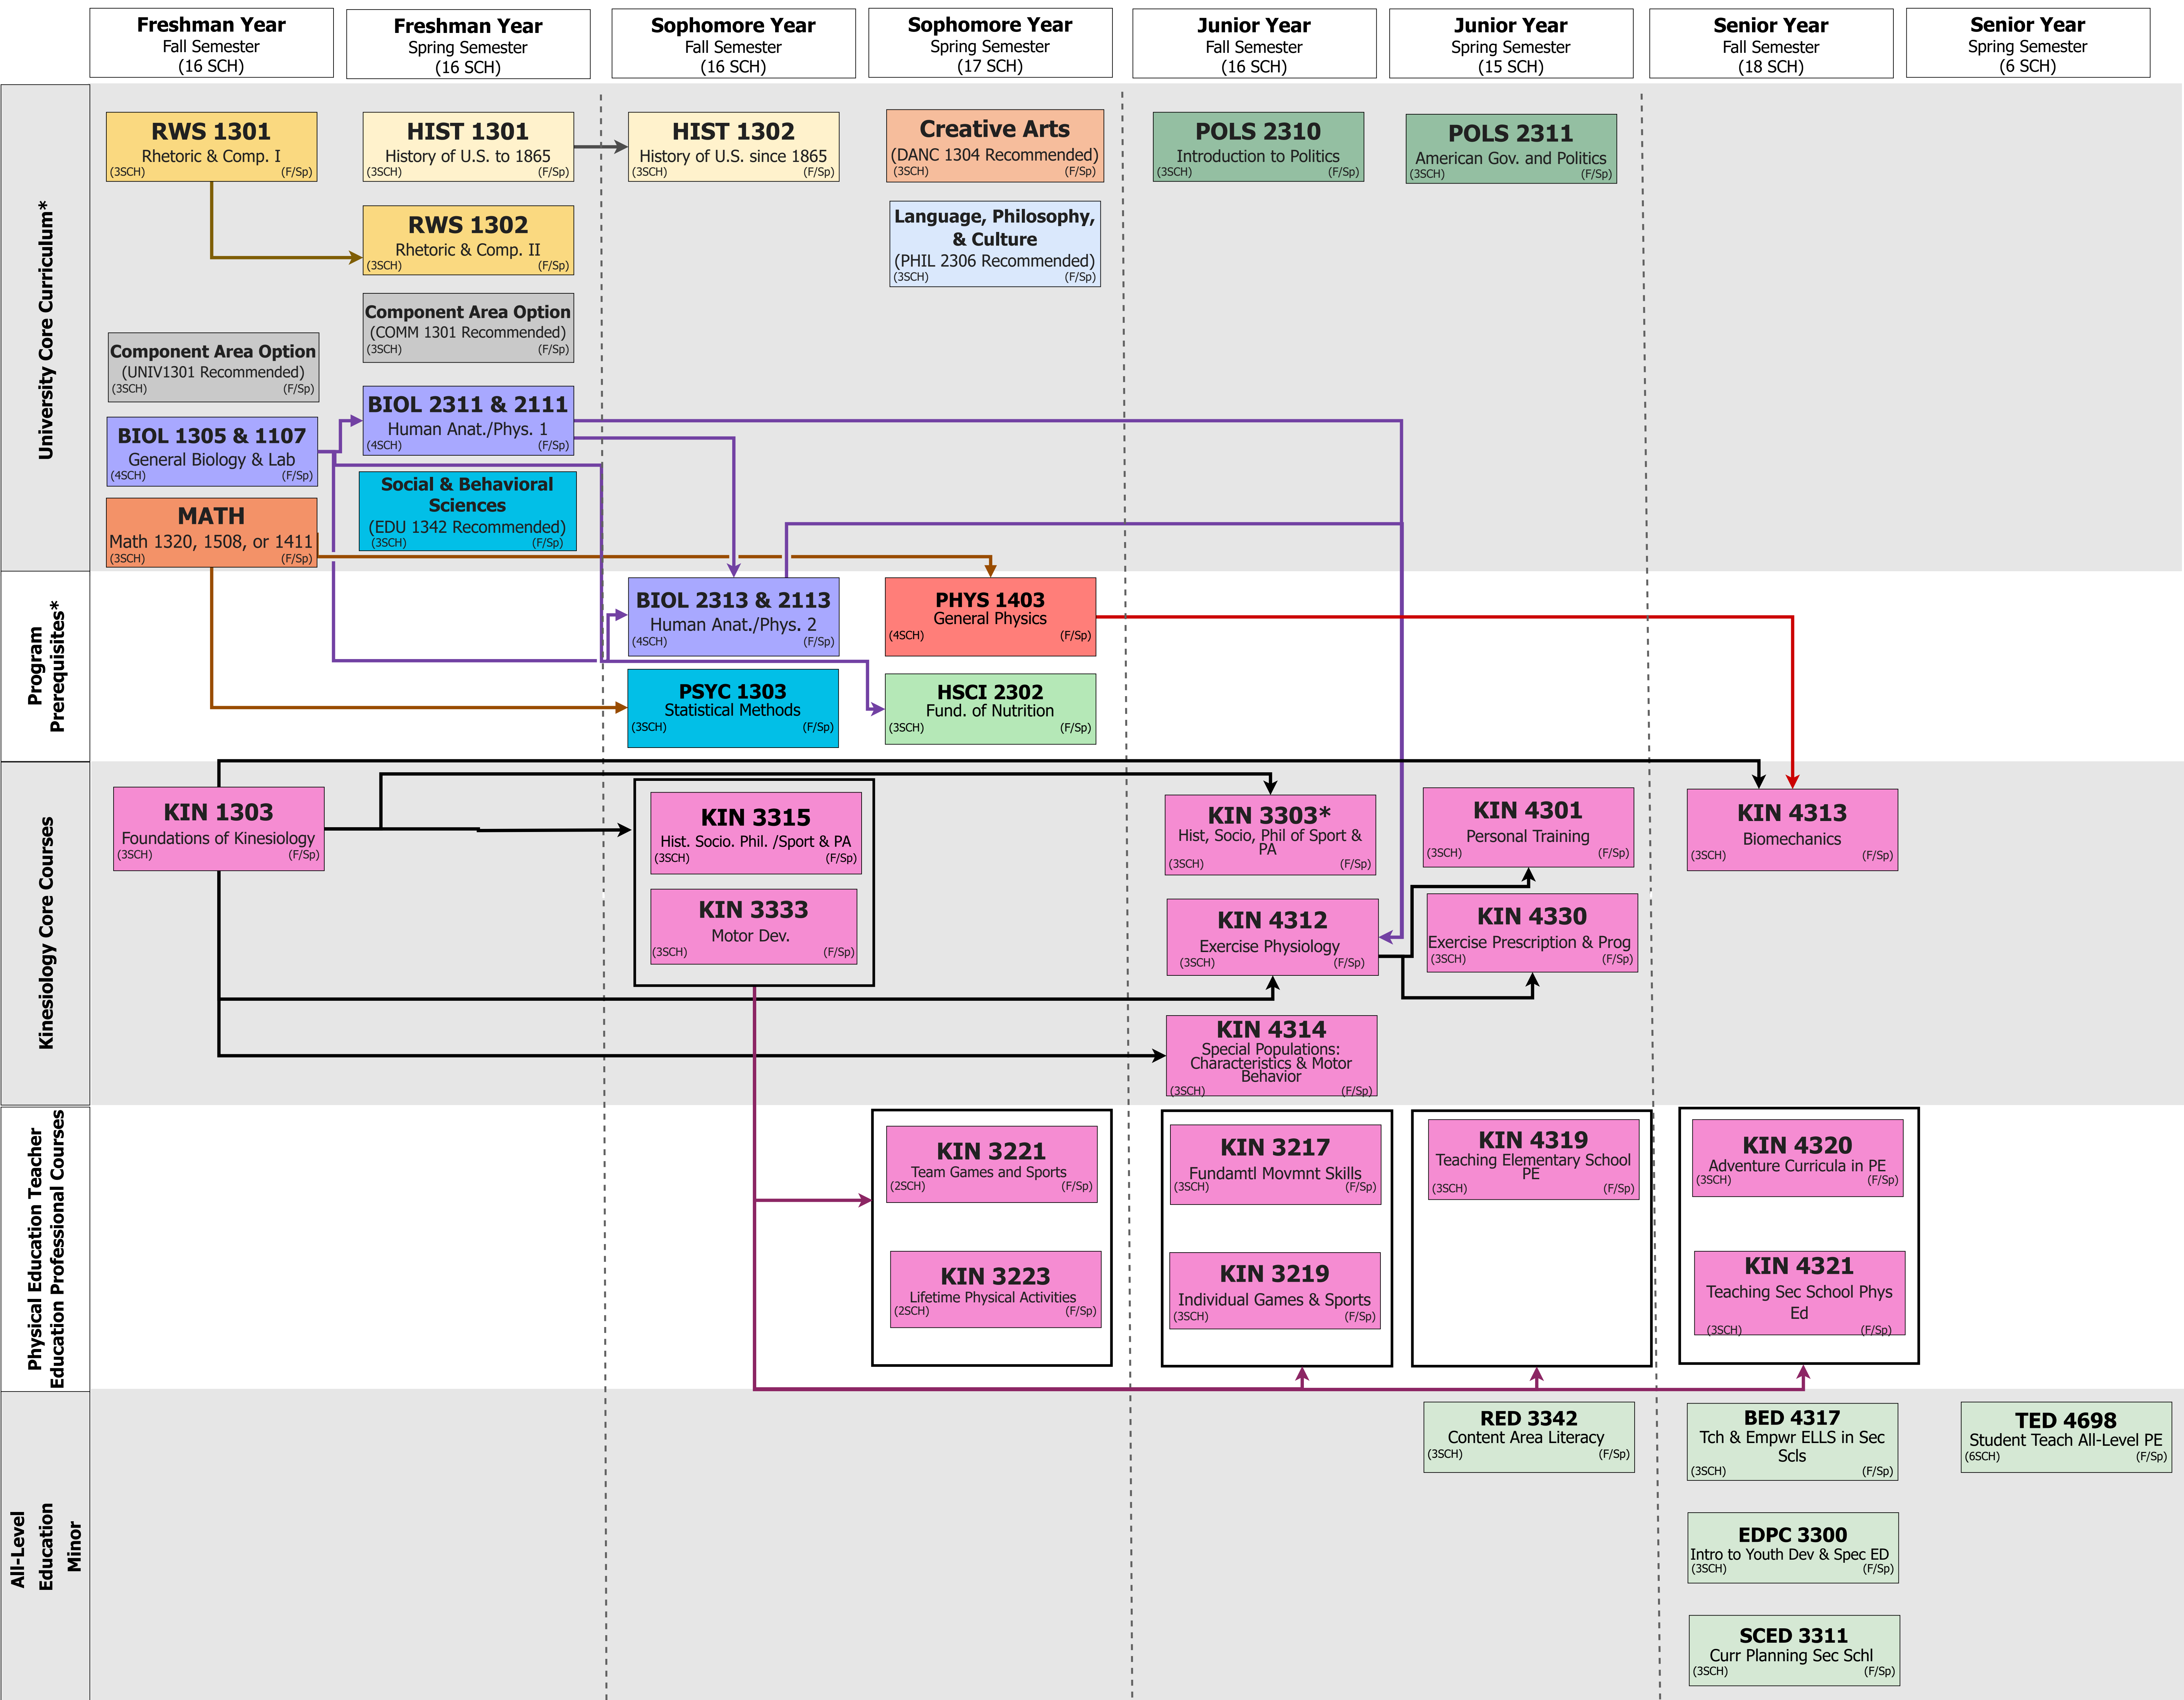 Freshman Year
Fall Semester
(16 SCH)
Freshman Year
Spring Semester
(16 SCH)
Sophomore Year
Fall Semester
(16 SCH)
Sophomore Year
Spring Semester
(17 SCH)
Junior Year
Fall Semester
(16 SCH)
Junior Year
Spring Semester
(15 SCH)
Senior Year
Fall Semester
(18 SCH)
Senior Year
Spring Semester
(6 SCH)
University Core Curriculum*
RWS 1301
Rhetoric & Comp. I
(3SCH) (F/Sp)
HIST 1301
History of U.S. to 1865
(3SCH) (F/Sp)
HIST 1302
History of U.S. since 1865
(3SCH) (F/Sp)
Creative Arts
(DANC 1304 Recommended)
(3SCH) (F/Sp)
POLS 2310
Introduction to Politics
(3SCH) (F/Sp)
POLS 2311
American Gov. and Politics
(3SCH) (F/Sp)
RWS 1302
Rhetoric & Comp. II
(3SCH) (F/Sp)
Language, Philosophy,
& Culture
(PHIL 2306 Recommended)
(3SCH) (F/Sp)
Component Area Option
(COMM 1301 Recommended)
(3SCH) (F/Sp)
Component Area Option
(UNIV1301 Recommended)
(3SCH) (F/Sp)
BIOL 2311 & 2111
Human Anat./Phys. 1
(4SCH) (F/Sp)
BIOL 1305 & 1107
General Biology & Lab
(4SCH) (F/Sp)
Social & Behavioral
Sciences
(EDU 1342 Recommended)
(3SCH) (F/Sp)
MATH
Math 1320, 1508, or 1411
(3SCH) (F/Sp)
Program
Prerequisites*
BIOL 2313 & 2113
Human Anat./Phys. 2
(4SCH) (F/Sp)
PHYS 1403
General Physics
(4SCH) (F/Sp)
PSYC 1303
Statistical Methods
(3SCH) (F/Sp)
HSCI 2302
Fund. of Nutrition
(3SCH) (F/Sp)
Kinesiology Core Courses
KIN 1303
Foundations of Kinesiology
(3SCH) (F/Sp)
KIN 3315
Hist. Socio. Phil. /Sport & PA
(3SCH) (F/Sp)
KIN 3333
Motor Dev.
(3SCH) (F/Sp)
KIN 3303*
Hist, Socio, Phil of Sport &
PA
(3SCH) (F/Sp)
KIN 4301
Personal Training
(3SCH) (F/Sp)
KIN 4313
Biomechanics
(3SCH) (F/Sp)
KIN 4312
Exercise Physiology
(3SCH) (F/Sp)
KIN 4330
Exercise Prescription & Prog
(3SCH) (F/Sp)
KIN 4314
Special Populations:
Characteristics & Motor
Behavior
(3SCH) (F/Sp)
Physical Education Teacher
Education Professional Courses
KIN 3221
Team Games and Sports
(2SCH) (F/Sp)
KIN 3217
Fundamtl Movmnt Skills
(3SCH) (F/Sp)
KIN 4319
Teaching Elementary School
PE
(3SCH) (F/Sp)
KIN 4320
Adventure Curricula in PE
(3SCH) (F/Sp)
KIN 3223
Lifetime Physical Activities
(2SCH) (F/Sp)
KIN 3219
Individual Games & Sports
(3SCH) (F/Sp)
KIN 4321
Teaching Sec School Phys
Ed
(3SCH) (F/Sp)
All-Level
Education
Minor
RED 3342
Content Area Literacy
(3SCH) (F/Sp)
BED 4317
Tch & Empwr ELLS in Sec
Scls
(3SCH) (F/Sp)
TED 4698
Student Teach All-Level PE
(6SCH) (F/Sp)
EDPC 3300
Intro to Youth Dev & Spec ED
(3SCH) (F/Sp)
SCED 3311
Curr Planning Sec Schl
(3SCH) (F/Sp)